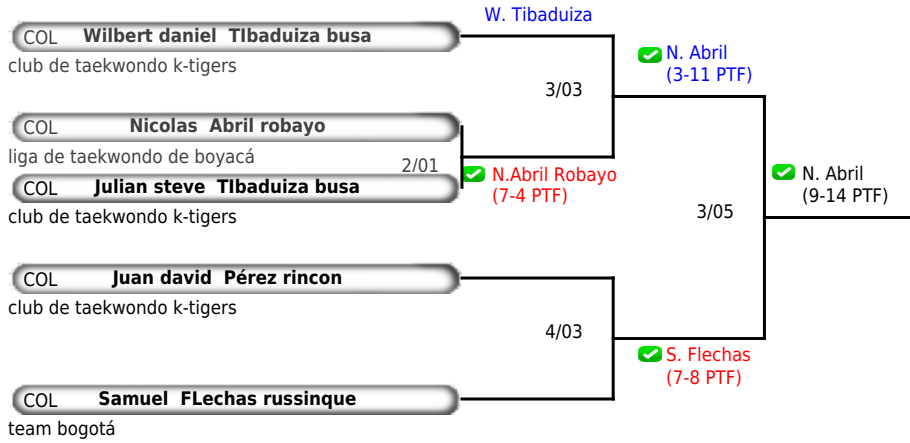 W. Tibaduiza
COL Wilbert daniel TIbaduiza busa
club de taekwondo k-tigers
N. Abril
(3-11 PTF)
3/03
COL Nicolas Abril robayo
liga de taekwondo de boyacá
2/01
N.Abril Robayo
(7-4 PTF)
COL Julian steve TIbaduiza busa
club de taekwondo k-tigers
N. Abril
(9-14 PTF)
3/05
COL Juan david Pérez rincon
club de taekwondo k-tigers
4/03
S. Flechas
(7-8 PTF)
COL Samuel FLechas russinque
team bogotá